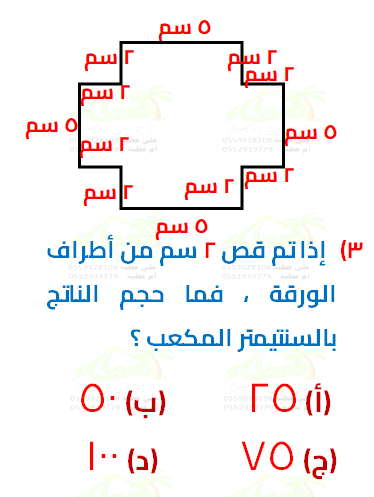 ٥ سم
٢ سم ٢ سم
٢ سم
٢ سم
٥ سم ٥ سم
٢ سم
٢ سم ٢ سم ٢ سم
٥ سم
٣) إذا تم قص ٢ سم من أطراف
الورقة ، فما حجم الناتج
بالسنتيمتر المكعب ؟
(أ) ٢٥ (ب) ٥٠
(ج) ٧٥ (د) ١٠٠